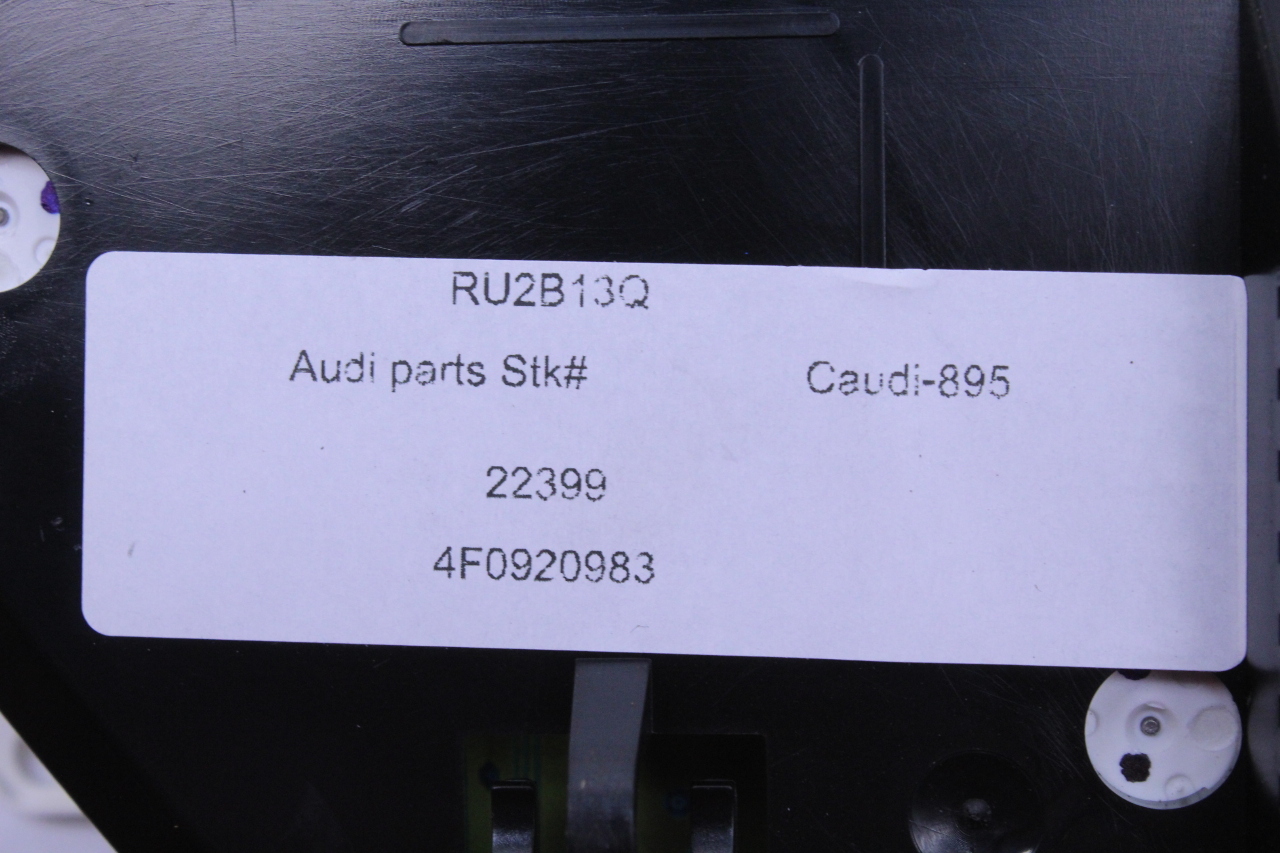 RU2B13Q
Audi parts Stk# Caudi-895
22399
4F0920983